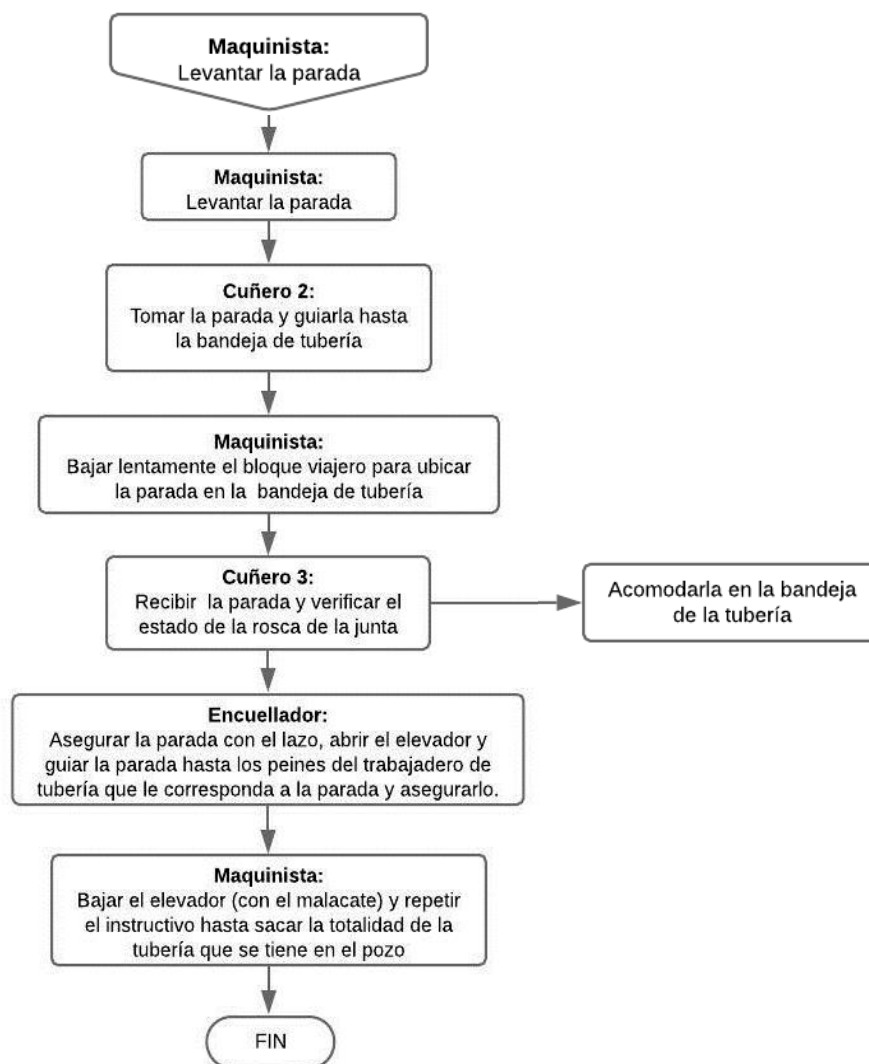 Maquinista:
Levantar la parada
Maquinista:
Levantar la parada
Cuñero 2:
Tomar la parada y guiarla hasta
la bandeja de tubería
Maquinista:
Bajar lentamente el bloque viajero para ubicar
la parada en la bandeja de tubería
Cuñero 3:
Recibir la parada y verificar el
estado de la rosca de la junta
Acomodarla en la bandeja
de la tubería
Encuellador:
Asegurar la parada con el lazo, abrir el elevador y
guiar la parada hasta los peines del trabajadero de
tubería que le corresponda a la parada y asegurarlo.
Maquinista:
Bajar el elevador (con el malacate) y repetir
el instructivo hasta sacar la totalidad de la
tubería que se tiene en el pozo
FIN